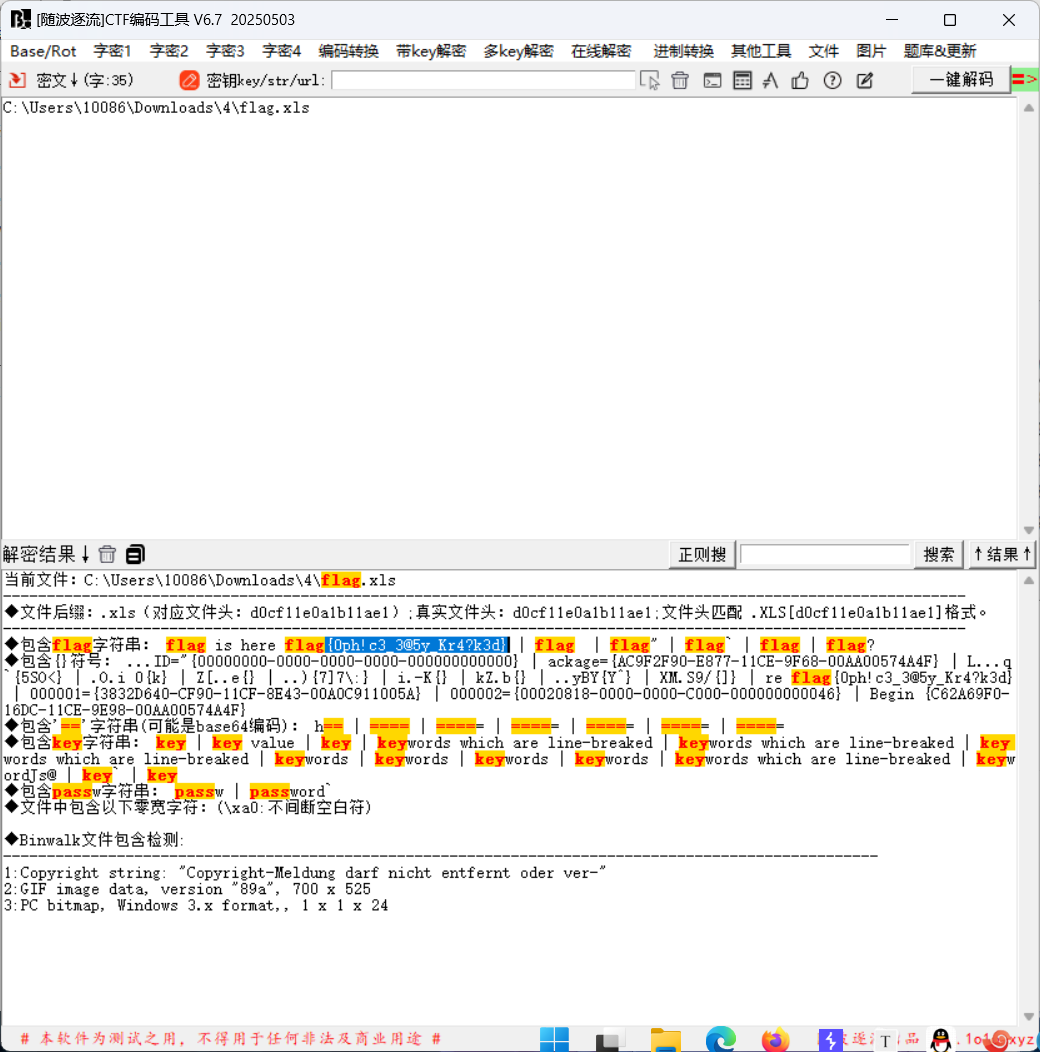 [随波逐流]CTF编码工具 V6.7  20250503
Base/Rot 字密1 字密2 字密3 字密4 编码转换 带key解密 多key解密 在线解密 进制转换 其他工具 文件 图片 题库&更新
密文↓(字:35) 密钥key/str/url: 一键解码 =>
C:\Users\10086\Downloads\4\flag.xls
解密结果↓ 正则搜 搜索 ↑结果↑
当前文件: C:\Users\10086\Downloads\4\flag.xls
◆文件后缀: .xls（对应文件头: d0cf11e0a1b11ae1）;真实文件头: d0cf11e0a1b11ae1;文件头匹配 .XLS[d0cf11e0a1b11ae1]格式。
◆包含flag字符串: flag is here flag{0ph!c3_3@5y_Kr4?k3d} | flag  | flag" | flag` | flag | flag?
◆包含{}符号: ...ID="{00000000-0000-0000-0000-000000000000} | ackage={AC9F2F90-E877-11CE-9F68-00AA00574A4F} | L...q
`{5SO<} | .O.i 0{k} | Z[..e{} | ..){7]7\:} | i.-K{} | kZ.b{} | ..yBY{Y^} | XM.S9/{]} | re flag{0ph!c3_3@5y_Kr4?k3d}
| 000001={3832D640-CF90-11CF-8E43-00A0C911005A} | 000002={00020818-0000-0000-C000-000000000046} | Begin {C62A69F0-
16DC-11CE-9E98-00AA00574A4F}
◆包含'=='字符串(可能是base64编码): h== | ==== | ===== | ===== | ===== | ===== | =====
◆包含key字符串: key | key value | key | keywords which are line-breaked | keywords which are line-breaked | key
words which are line-breaked | keywords | keywords | keywords | keywords | keywords which are line-breaked | keyw
ordJs@ | key` | key
◆包含passw字符串: passw | password`
◆文件中包含以下零宽字符: (\xa0:不间断空白符)
◆Binwalk文件包含检测:
1:Copyright string: "Copyright-Meldung darf nicht entfernt oder ver-"
2:GIF image data, version "89a", 700 x 525
3:PC bitmap, Windows 3.x format,, 1 x 1 x 24
# 本软件为测试之用, 不得用于任何非法及商业用途 #